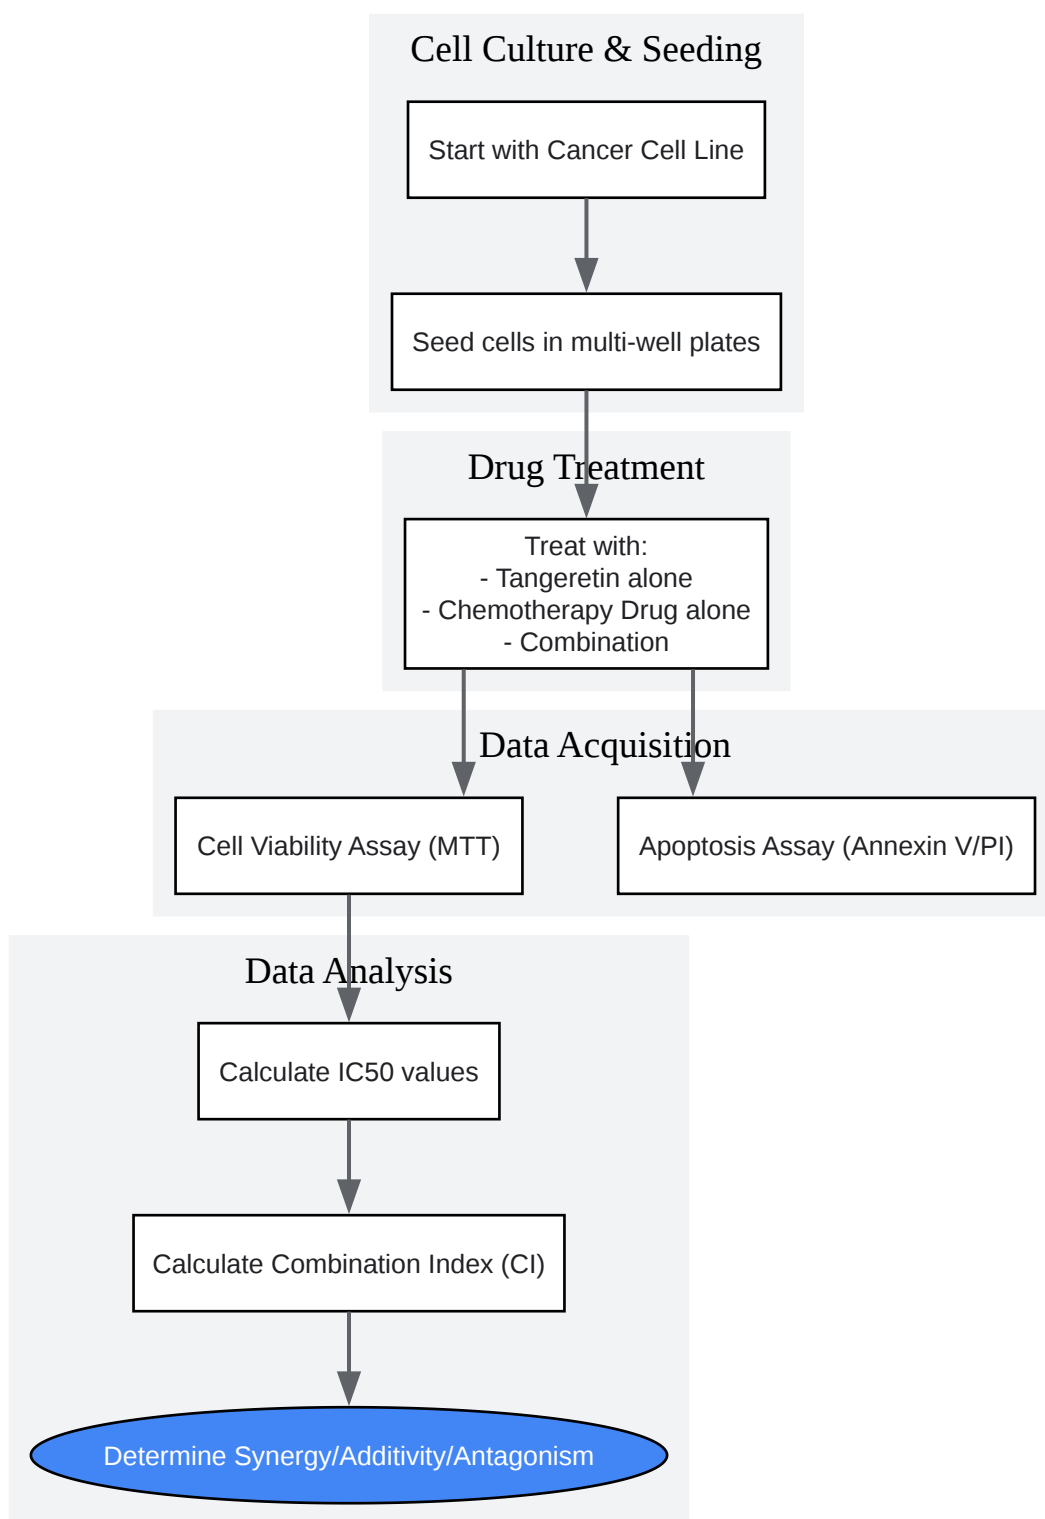 Cell Culture & Seeding
Start with Cancer Cell Line
Seed cells in multi-well plates
Drug Treatment
Treat with:
- Tangeretin alone
- Chemotherapy Drug alone
- Combination
Data Acquisition
Cell Viability Assay (MTT)
Apoptosis Assay (Annexin V/PI)
Data Analysis
Calculate IC50 values
Calculate Combination Index (CI)
Determine Synergy/Additivity/Antagonism